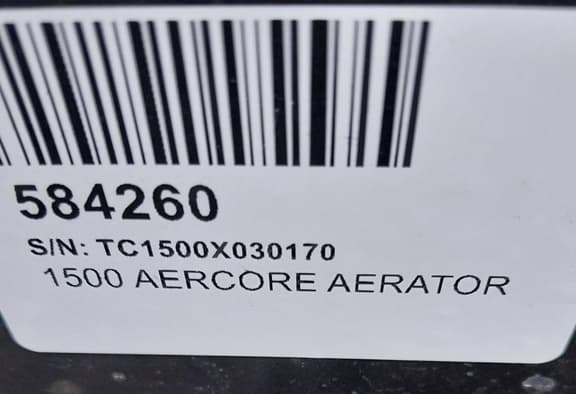 584260
S/N: TC1500X030170
1500 AERCORE AERATOR